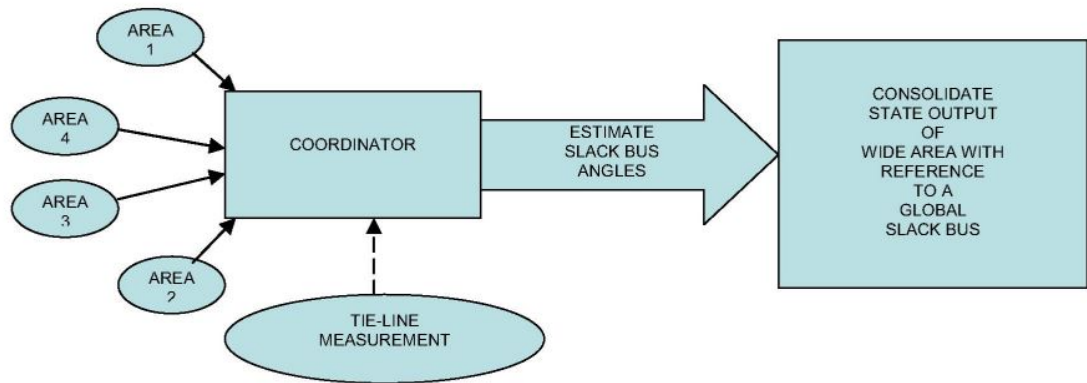 AREA
1
AREA
4
AREA
3
AREA
2
COORDINATOR
TIE-LINE
MEASUREMENT
ESTIMATE
SLACK BUS
ANGLES
CONSOLIDATE
STATE OUTPUT
OF
WIDE AREA WITH
REFERENCE
TO A
GLOBAL
SLACK BUS